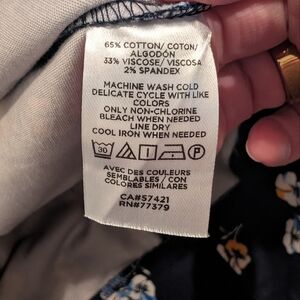 65% COTTON/ COTON/
ALGODÓN
33% VISCOSE/ VISCOSA
2% SPANDEX
MACHINE WASH COLD
DELICATE CYCLE WITH LIKE
COLORS
ONLY NON-CHLORINE
BLEACH WHEN NEEDED
LINE DRY
COOL IRON WHEN NEEDED
30 P
AVEC DES COULEURS
SEMBLABLES / CON
COLORES SIMILARES
CA#57421
RN#77379